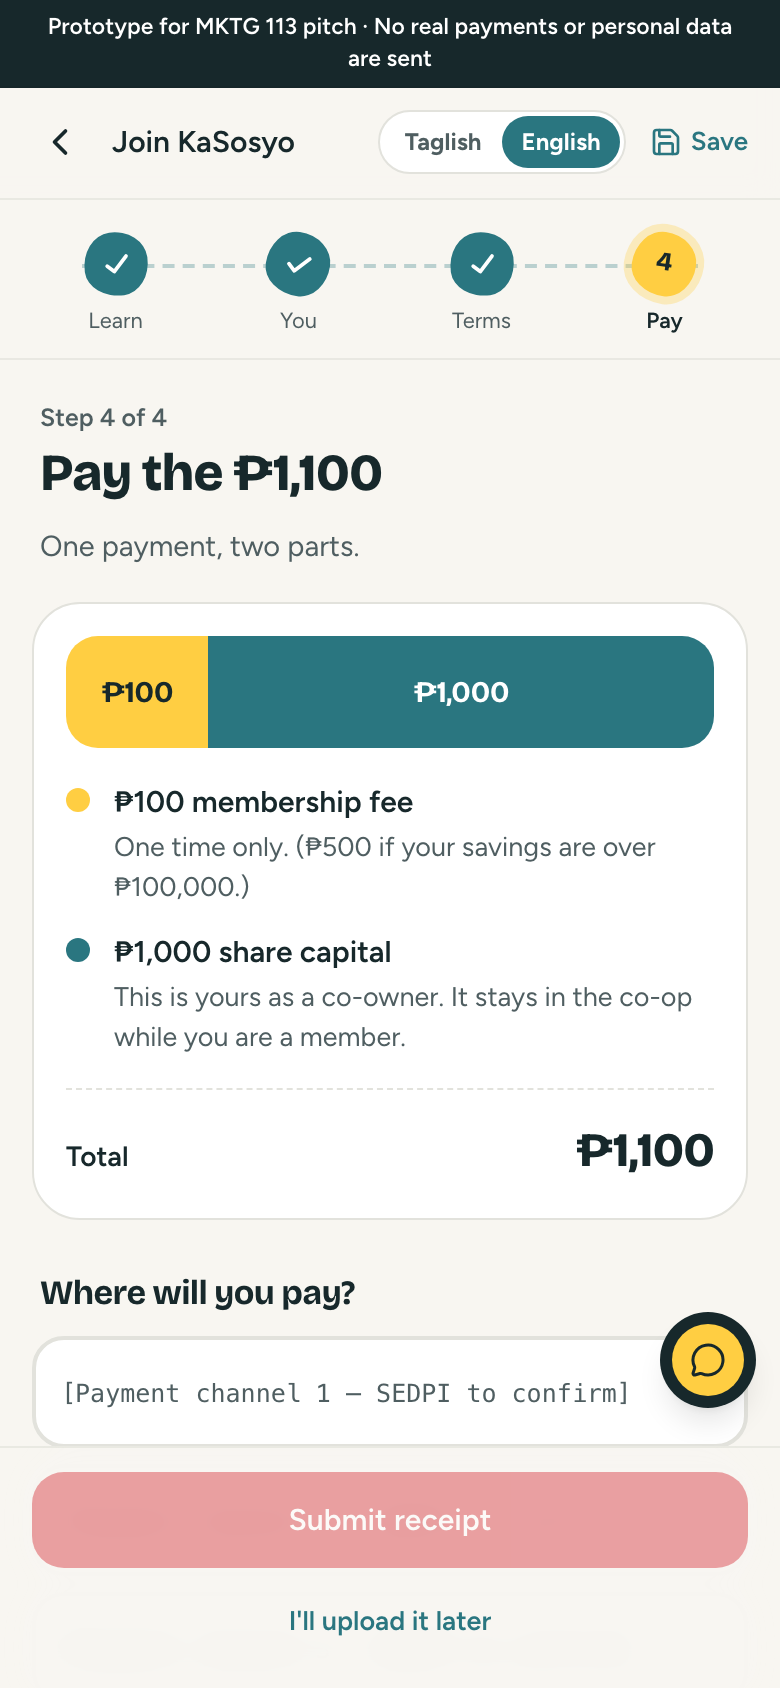 Prototype for MKTG 113 pitch · No real payments or personal data
are sent
Join KaSosyo
Taglish
English
Save
4
Learn
You
Terms
Pay
Step 4 of 4
Pay the ₱1,100
One payment, two parts.
₱100
₱1,000
₱100 membership fee
One time only. (₱500 if your savings are over
₱100,000.)
₱1,000 share capital
This is yours as a co-owner. It stays in the co-op
while you are a member.
Total
₱1,100
Where will you pay?
[Payment channel 1 – SEDPI to confirm]
Submit receipt
I'll upload it later